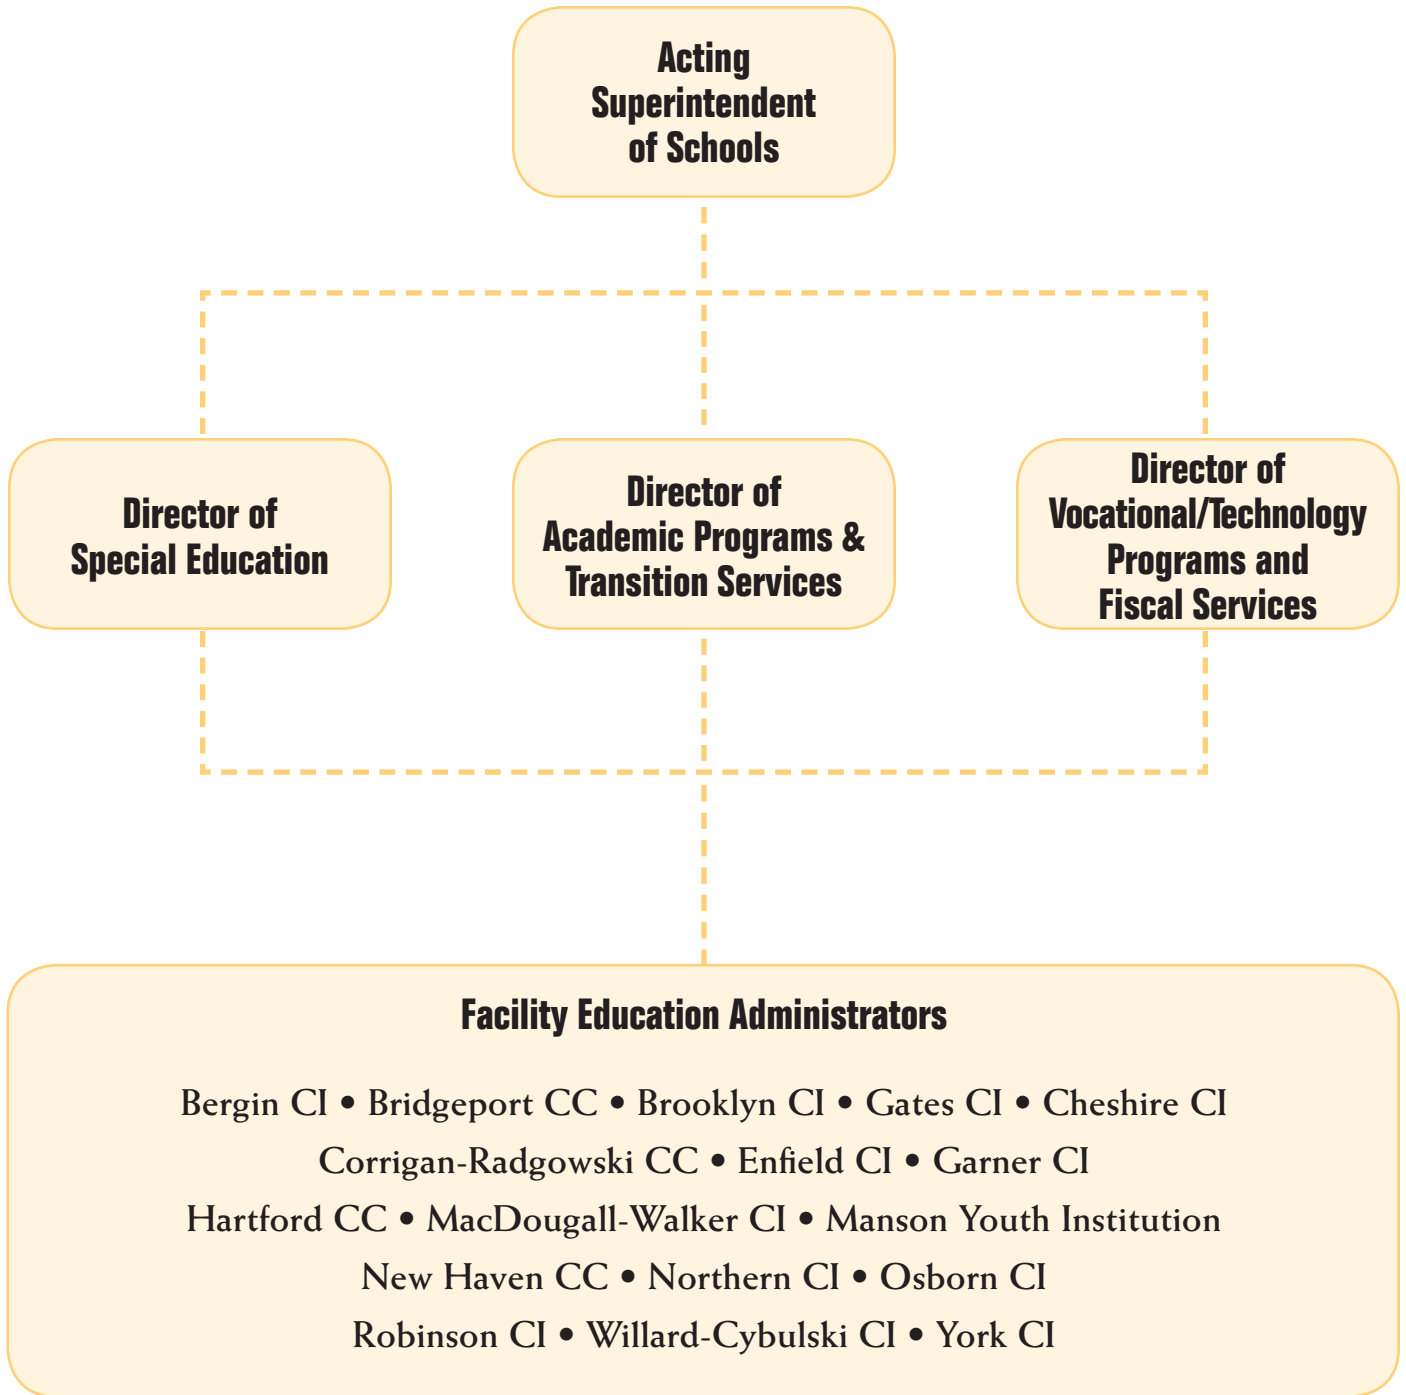 Acting
Superintendent
of Schools
Director of
Special Education
Director of
Academic Programs &
Transition Services
Director of
Vocational/Technology
Programs and
Fiscal Services
Facility Education Administrators
Bergin CI • Bridgeport CC • Brooklyn CI • Gates CI • Cheshire CI
Corrigan-Radgowski CC • Enfield CI • Garner CI
Hartford CC • MacDougall-Walker CI • Manson Youth Institution
New Haven CC • Northern CI • Osborn CI
Robinson CI • Willard-Cybulski CI • York CI